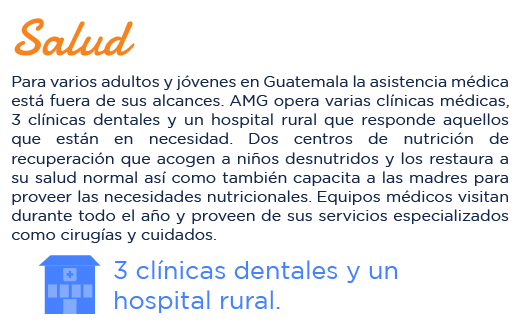 Salud
Para varios adultos y jóvenes en Guatemala la asistencia médica
está fuera de sus alcances. AMG opera varias clínicas médicas,
3 clínicas dentales y un hospital rural que responde aquellos
que están en necesidad. Dos centros de nutrición de
recuperación que acogen a niños desnutridos y los restaura a
su salud normal así como también capacita a las madres para
proveer las necesidades nutricionales. Equipos médicos visitan
durante todo el año y proveen de sus servicios especializados
como cirugías y cuidados.
3 clínicas dentales y un
hospital rural.